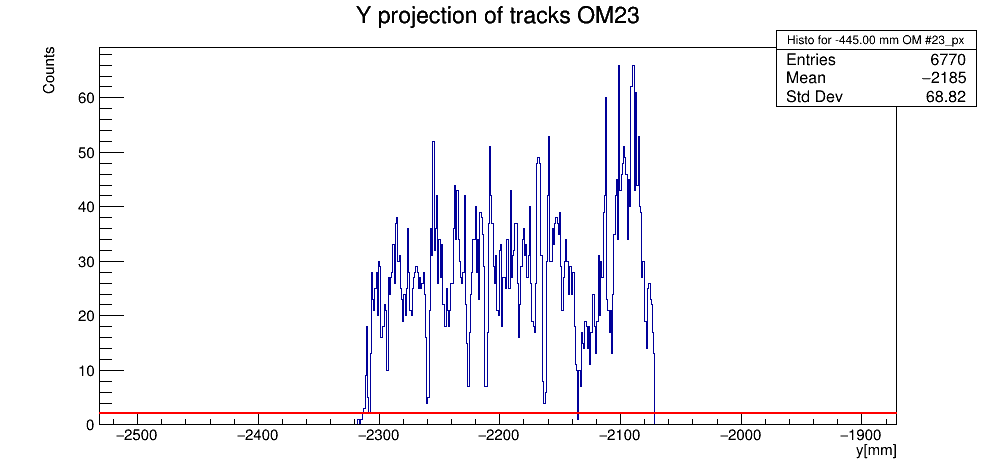 Y projection of tracks OM23
Histo for -445.00 mm OM #23_px
Entries 6770
Mean −2185
Std Dev 68.82
Counts
60
50
40
30
20
10
0
−2500 −2400 −2300 −2200 −2100 −2000 −1900
y[mm]